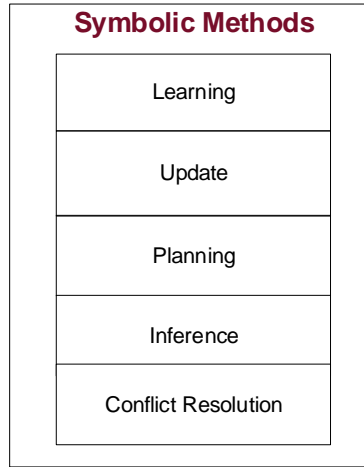 Symbolic Methods
Learning
Update
Planning
Inference
Conflict Resolution